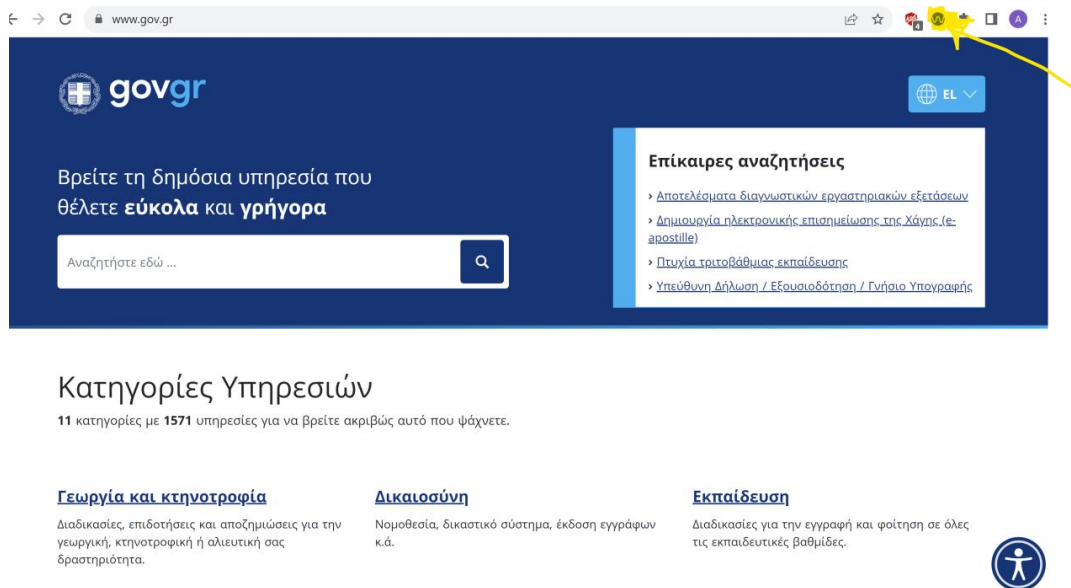 www.gov.gr
ABP
4
A
govgr
EL
Βρείτε τη δημόσια υπηρεσία που
θέλετε εύκολα και γρήγορα
Αναζητήστε εδώ ...
Επίκαιρες αναζητήσεις
› Αποτελέσματα διαγνωστικών εργαστηριακών εξετάσεων
› Δημιουργία ηλεκτρονικής επισημείωσης της Χάγης (e-
apostille)
› Πτυχία τριτοβάθμιας εκπαίδευσης
› Υπεύθυνη Δήλωση / Εξουσιοδότηση / Γνήσιο Υπογραφής
Κατηγορίες Υπηρεσιών
11 κατηγορίες με 1571 υπηρεσίες για να βρείτε ακριβώς αυτό που ψάχνετε.
Γεωργία και κτηνοτροφία
Διαδικασίες, επιδοτήσεις και αποζημιώσεις για την
γεωργική, κτηνοτροφική ή αλιευτική σας
δραστηριότητα.
Δικαιοσύνη
Νομοθεσία, δικαστικό σύστημα, έκδοση εγγράφων
κ.ά.
Εκπαίδευση
Διαδικασίες για την εγγραφή και φοίτηση σε όλες
τις εκπαιδευτικές βαθμίδες.